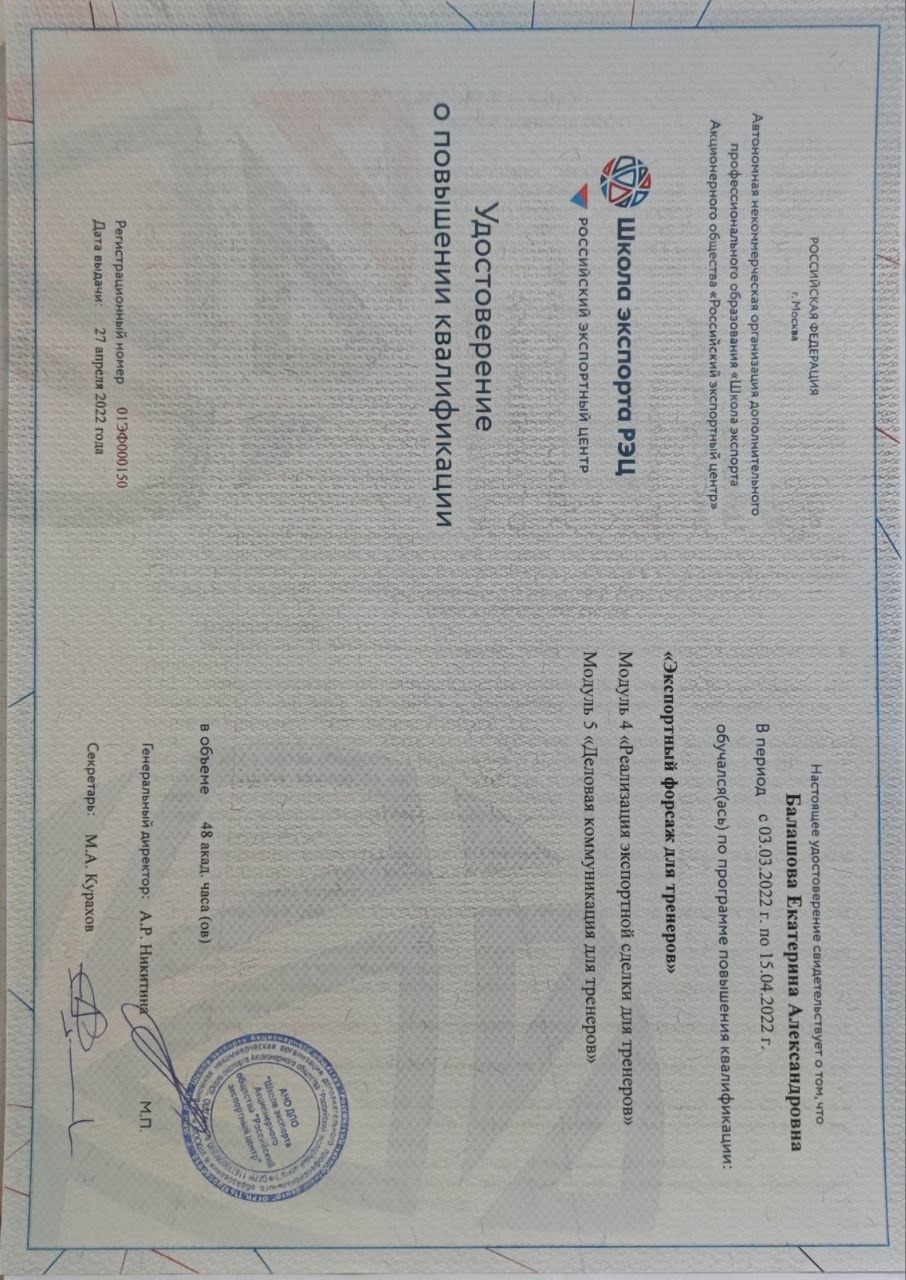 РОССИЙСКАЯ ФЕДЕРАЦИЯ
г. Москва
Автономная некоммерческая организация дополнительного
профессионального образования «Школа экспорта
Акционерного общества «Российский экспортный центр»
Школа экспорта РЭЦ
РОССИЙСКИЙ ЭКСПОРТНЫЙ ЦЕНТР
Удостоверение
о повышении квалификации
Регистрационный номер 01ЭФ000150
Дата выдачи: 27 апреля 2022 года
Настоящее удостоверение свидетельствует о том, что
Балашова Екатерина Александровна
В период с 03.03.2022 г. по 15.04.2022 г.
обучался(ась) по программе повышения квалификации:
«Экспортный форсаж для тренеров»
Модуль 4 «Реализация экспортной сделки для тренеров»
Модуль 5 «Деловая коммуникация для тренеров»
АНО ДПО
"Школа экспорта
Акционерного
общества "Российский
экспортный центр"
в объеме 48 акад. часа (ов)
Генеральный директор: А.Р. Никитина М.П.
Секретарь: М.А. Курахов